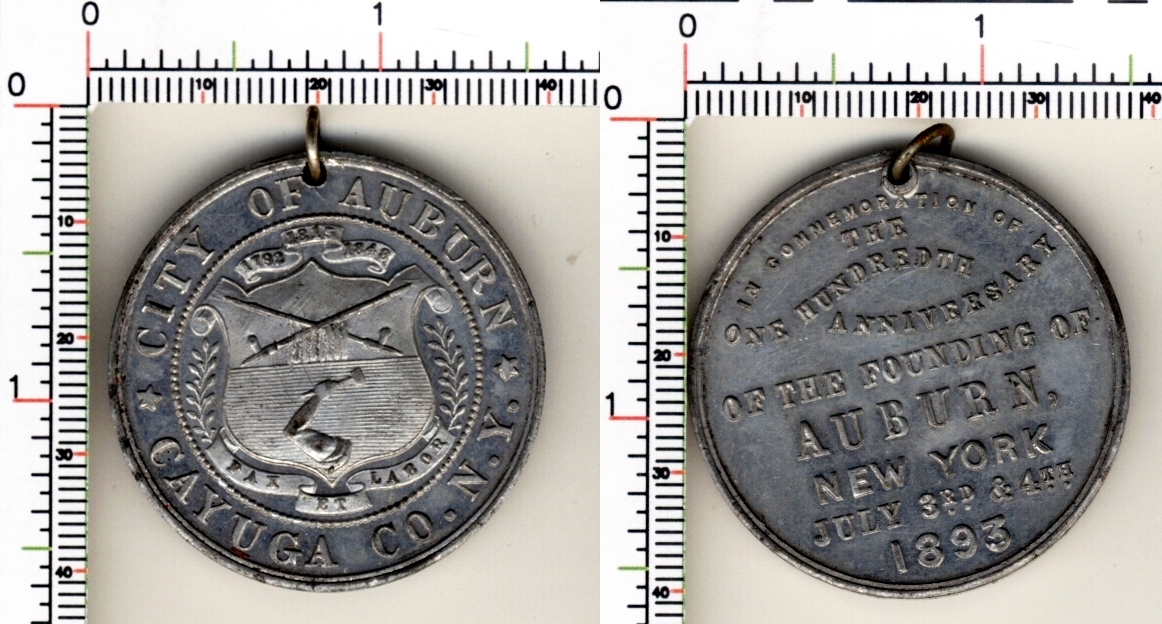 0 1
0 10 20 30 40
10
20
1
30
40
CITY OF AUBURN
1793 1815 1848
PAX ET LABOR
CAYUGA CO. N.Y.
0 1
0 10 20 30 40
10
20
1
30
40
IN COMMEMORATION OF
THE
ONE HUNDREDTH ANNIVERSARY
OF THE FOUNDING OF
AUBURN,
NEW YORK
JULY 3RD & 4TH
1893